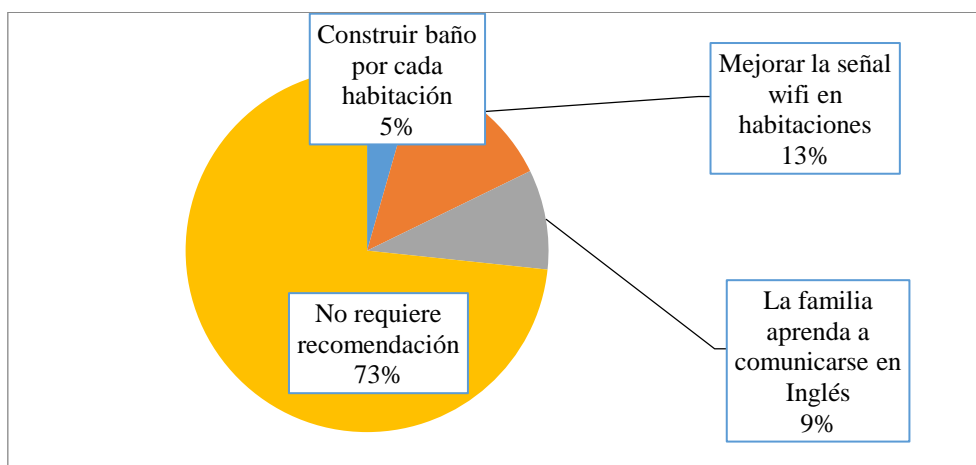 Construir baño
por cada
habitación
5%
Mejorar la señal
wifi en
habitaciones
13%
La familia
aprenda a
comunicarse en
Inglés
9%
No requiere
recomendación
73%